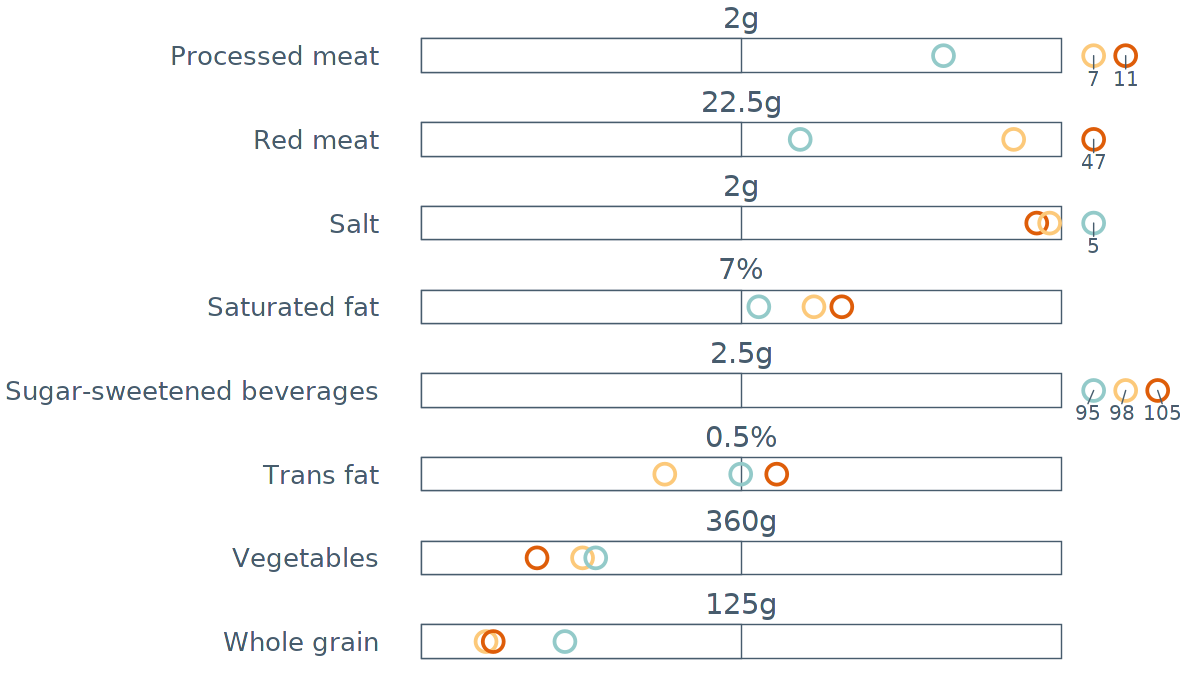 2g
Processed meat
7 11
22.5g
Red meat
47
2g
Salt
5
7%
Saturated fat
2.5g
Sugar-sweetened beverages
95 98 105
0.5%
Trans fat
360g
Vegetables
125g
Whole grain